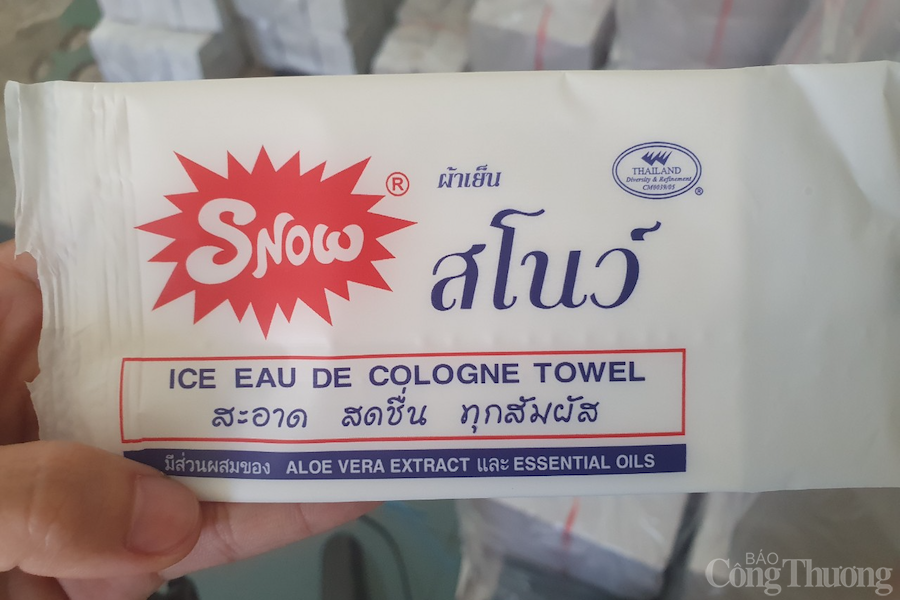 SNOW ®
ผ้าเย็น
สโนว์
THAILAND
Diversity & Refinement
CM0039/05
®
ICE EAU DE COLOGNE TOWEL
สะอาด สดชื่น ทุกสัมผัส
มีส่วนผสมของ ALOE VERA EXTRACT และ ESSENTIAL OILS
BÁO
Công Thương